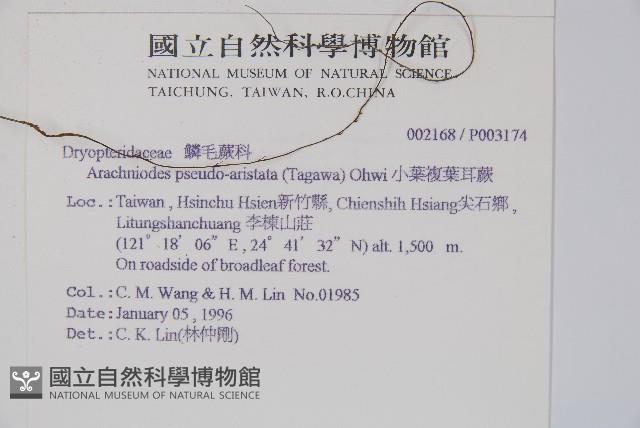 國立自然科學博物館
NATIONAL MUSEUM OF NATURAL SCIENCE
TAICHUNG, TAIWAN, R.O.CHINA
002168 / P003174
Dryopteridaceae 鱗毛蕨科
Arachniodes pseudo-aristata (Tagawa) Ohwi 小葉複葉耳蕨
Loc.: Taiwan , Hsinchu Hsien新竹縣, Chienshih Hsiang尖石鄉 ,
Litungshanchuang 李棟山莊
(121° 18′ 06” E , 24° 41′ 32” N) alt. 1,500 m.
On roadside of broadleaf forest.
Col.: C. M. Wang & H. M. Lin No.01985
Date: January 05 , 1996
Det.: C. K. Lin(林仲剛)
國立自然科學博物館
NATIONAL MUSEUM OF NATURAL SCIENCE